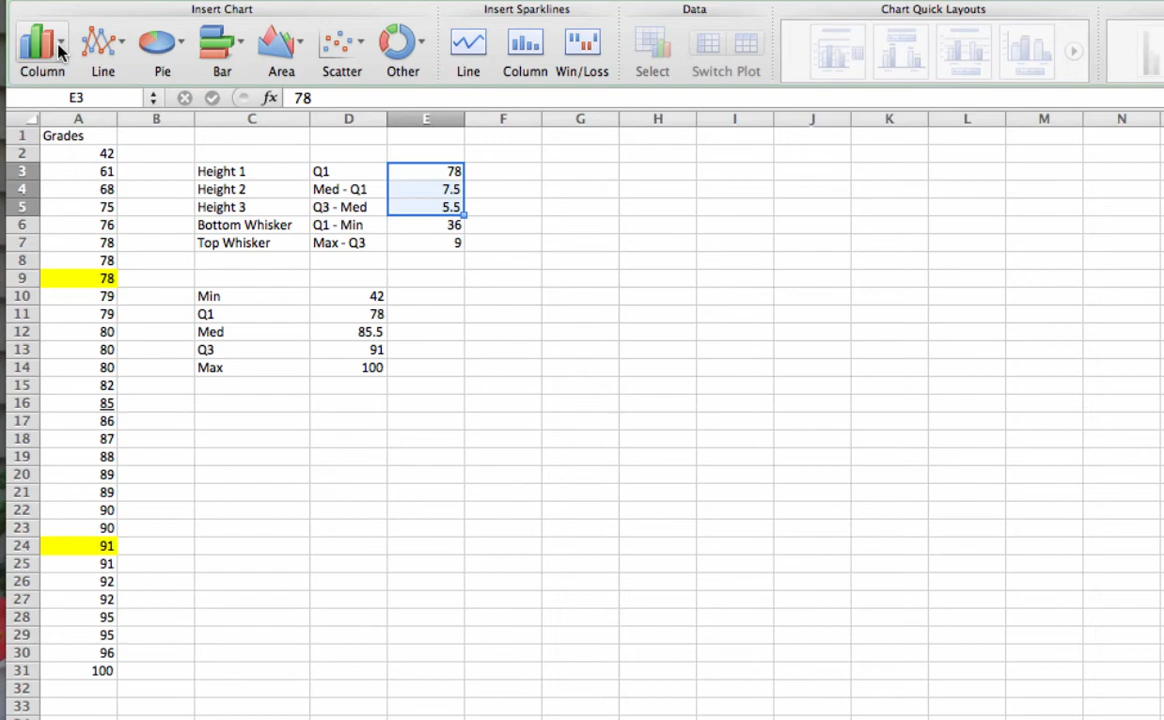 Insert Chart Insert Sparklines Data Chart Quick Layouts
Column Line Pie Bar Area Scatter Other Line Column Win/Loss Select Switch Plot
E3 fx 78
A B C D E F G H I J K L M N
1 Grades
2 42
3 61 Height 1 Q1 78
4 68 Height 2 Med - Q1 7.5
5 75 Height 3 Q3 - Med 5.5
6 76 Bottom Whisker Q1 - Min 36
7 78 Top Whisker Max - Q3 9
8 78
9 78
10 79 Min 42
11 79 Q1 78
12 80 Med 85.5
13 80 Q3 91
14 80 Max 100
15 82
16 85
17 86
18 87
19 88
20 89
21 89
22 90
23 90
24 91
25 91
26 92
27 92
28 95
29 95
30 96
31 100
32
33